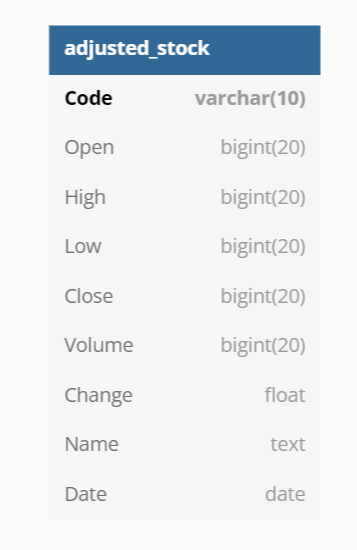 adjusted_stock
Code varchar(10)
Open bigint(20)
High bigint(20)
Low bigint(20)
Close bigint(20)
Volume bigint(20)
Change float
Name text
Date date